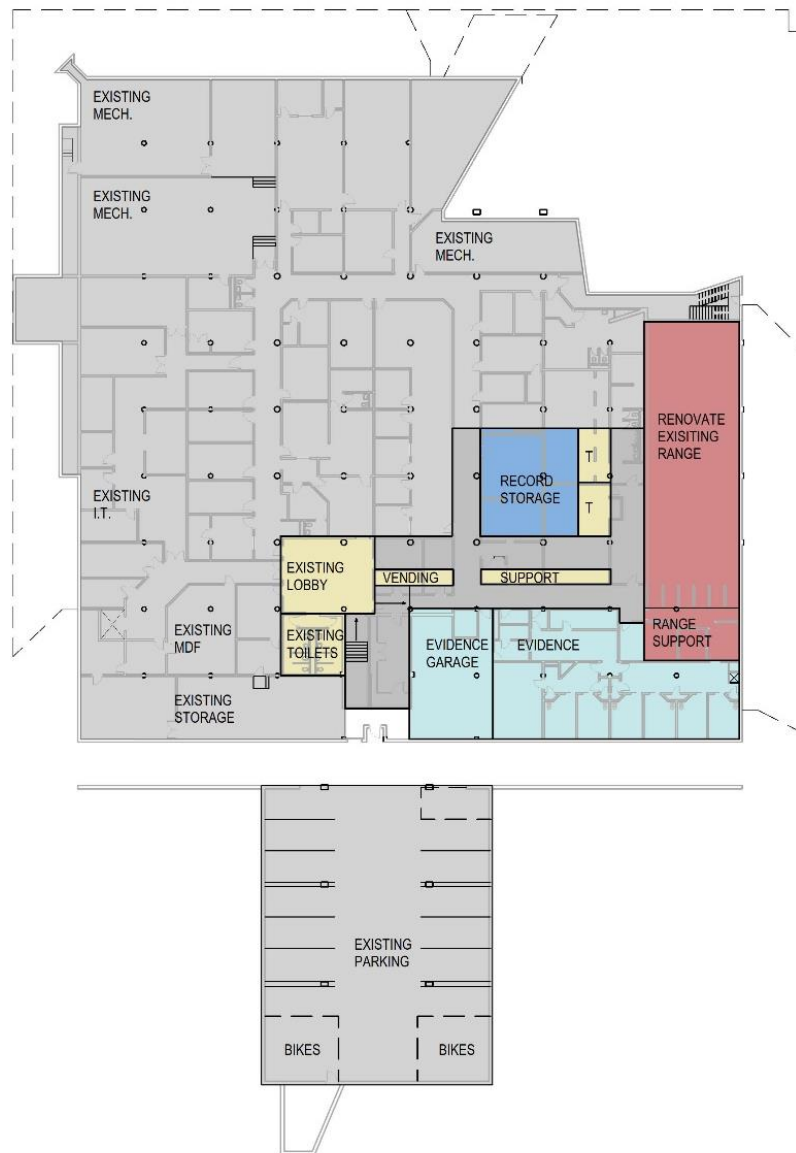 EXISTING
MECH.
EXISTING
MECH.
EXISTING
MECH.
RENOVATE
EXISITING
RANGE
RECORD
STORAGE
T
T
EXISTING
I.T.
EXISTING
LOBBY
VENDING
SUPPORT
EXISTING
MDF
EXISTING
TOILETS
EVIDENCE
GARAGE
EVIDENCE
RANGE
SUPPORT
EXISTING
STORAGE
EXISTING
PARKING
BIKES
BIKES